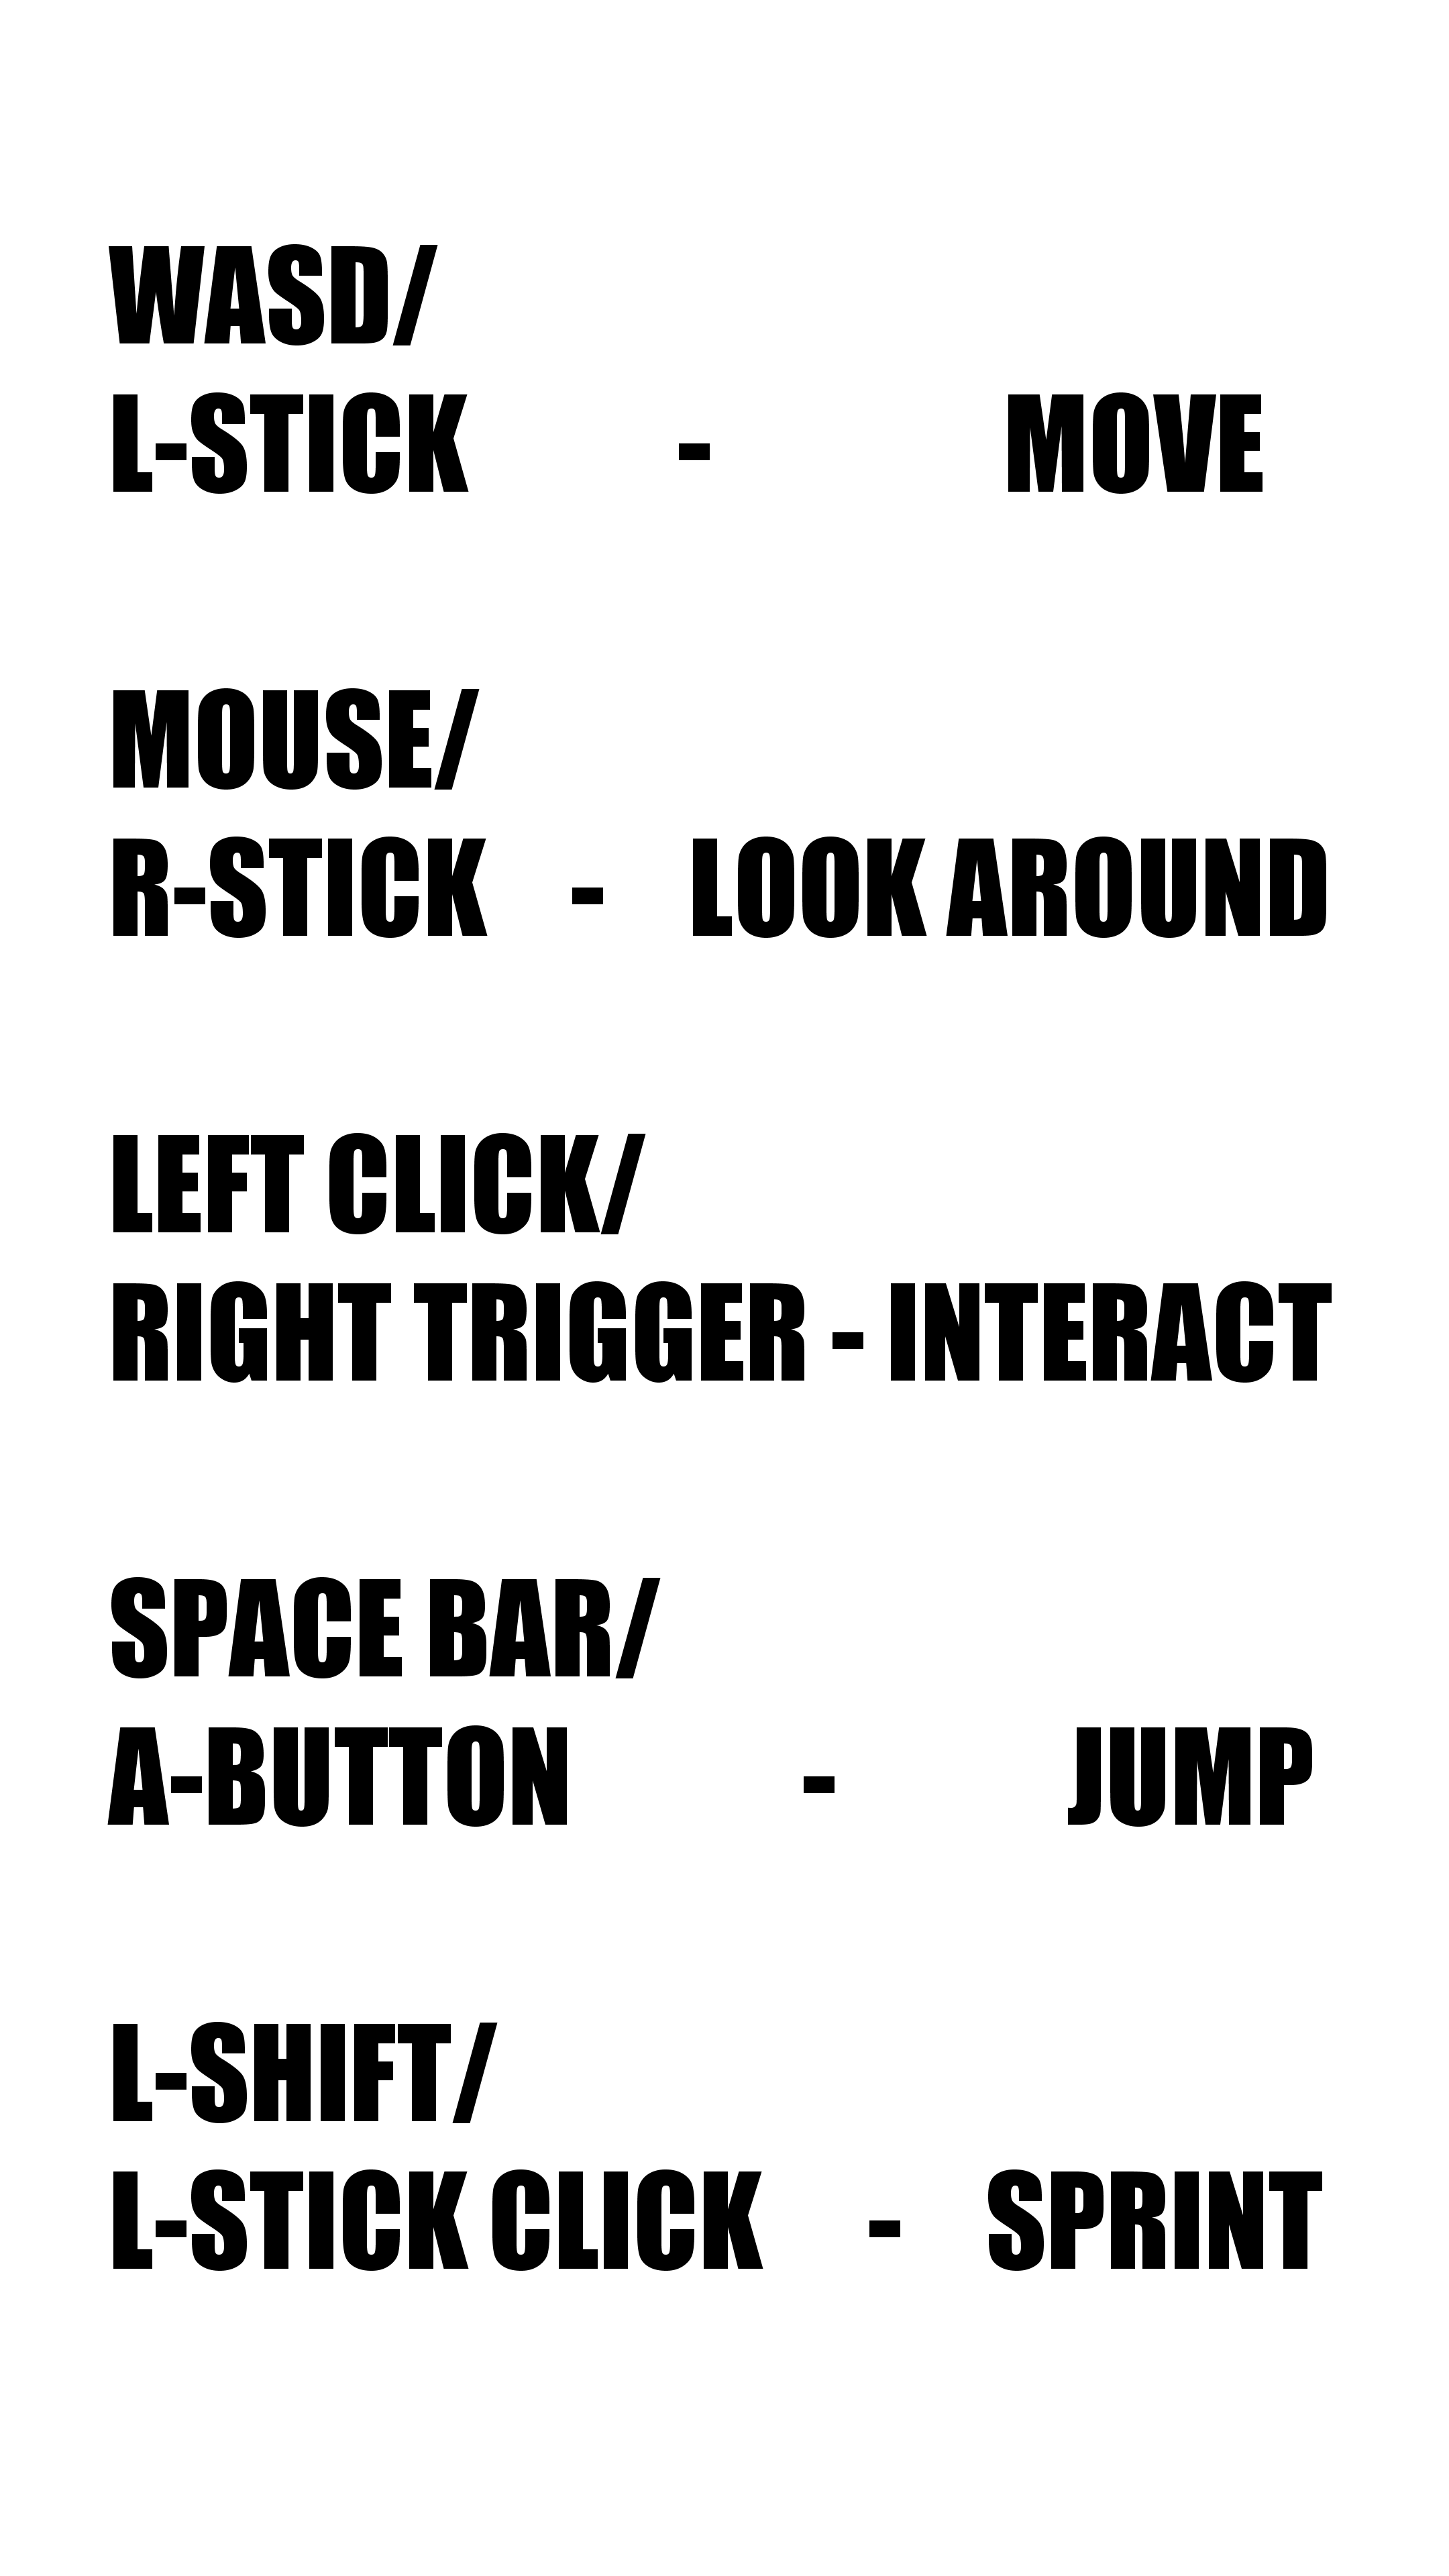 WASD/
L-STICK - MOVE
MOUSE/
R-STICK - LOOK AROUND
LEFT CLICK/
RIGHT TRIGGER - INTERACT
SPACE BAR/
A-BUTTON - JUMP
L-SHIFT/
L-STICK CLICK - SPRINT